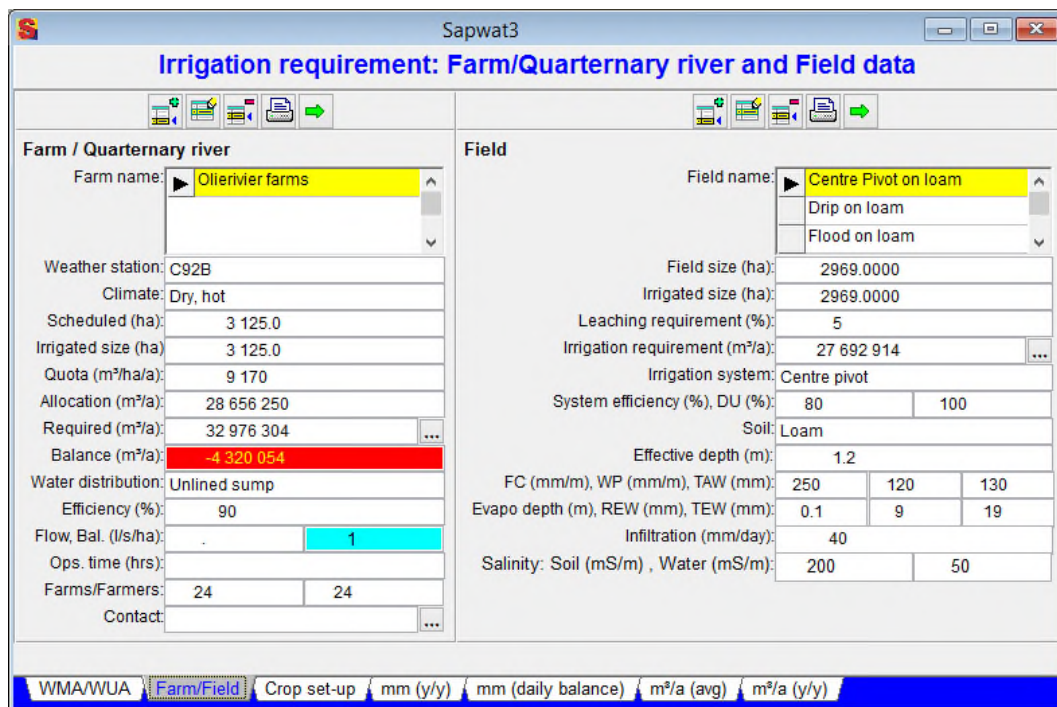 Sapwat3
Irrigation requirement: Farm/Quarternary river and Field data
Farm / Quarternary river
Farm name: Olierivier farms
Weather station: C92B
Climate: Dry, hot
Scheduled (ha): 3 125.0
Irrigated size (ha) 3 125.0
Quota (m³/ha/a): 9 170
Allocation (m³/a): 28 656 250
Required (m³/a): 32 976 304 ...
Balance (m³/a): -4 320 054
Water distribution: Unlined sump
Efficiency (%): 90
Flow, Bal. (l/s/ha): . 1
Ops. time (hrs):
Farms/Farmers: 24 24
Contact: ...
Field
Field name: Centre Pivot on loam
Drip on loam
Flood on loam
Field size (ha): 2969.0000
Irrigated size (ha): 2969.0000
Leaching requirement (%): 5
Irrigation requirement (m³/a): 27 692 914 ...
Irrigation system: Centre pivot
System efficiency (%), DU (%): 80 100
Soil: Loam
Effective depth (m): 1.2
FC (mm/m), WP (mm/m), TAW (mm): 250 120 130
Evapo depth (m), REW (mm), TEW (mm): 0.1 9 19
Infiltration (mm/day): 40
Salinity: Soil (mS/m) , Water (mS/m): 200 50
WMA/WUA Farm/Field Crop set-up mm (y/y) mm (daily balance) m³/a (avg) m³/a (y/y)